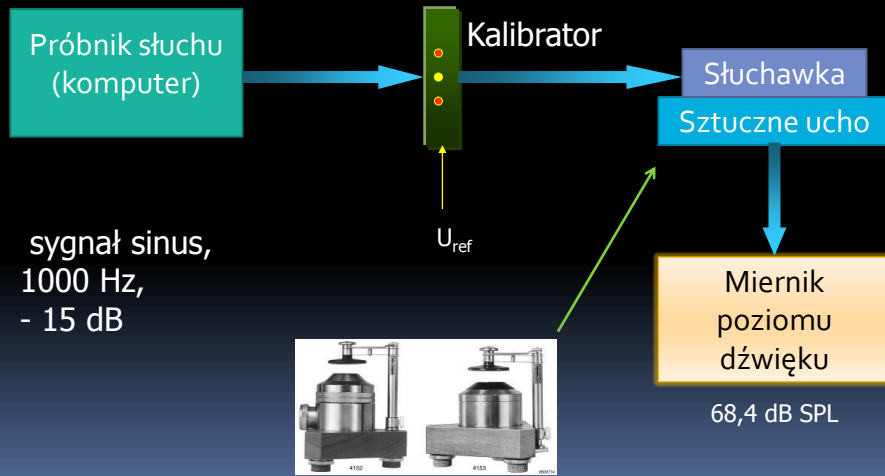 Próbnik słuchu
(komputer)
Kalibrator
Słuchawka
Sztuczne ucho
U_ref
sygnał sinus,
1000 Hz,
- 15 dB
Miernik
poziomu
dźwięku
68,4 dB SPL
4152
4153